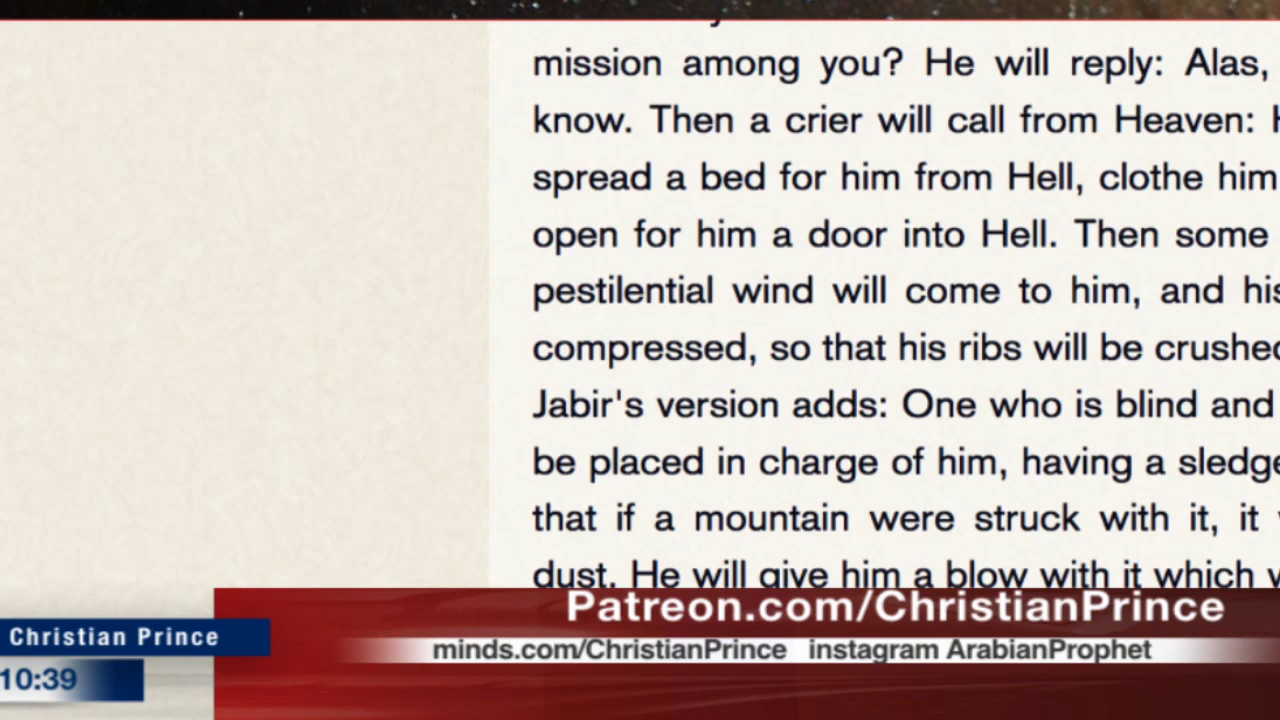 mission among you? He will reply: Alas,
know. Then a crier will call from Heaven:
spread a bed for him from Hell, clothe him
open for him a door into Hell. Then some
pestilential wind will come to him, and his
compressed, so that his ribs will be crushed
Jabir's version adds: One who is blind and
be placed in charge of him, having a sledge
that if a mountain were struck with it, it
dust. He will give him a blow with it which
Patreon.com/ChristianPrince
Christian Prince
minds.com/ChristianPrince instagram ArabianProphet
10:39